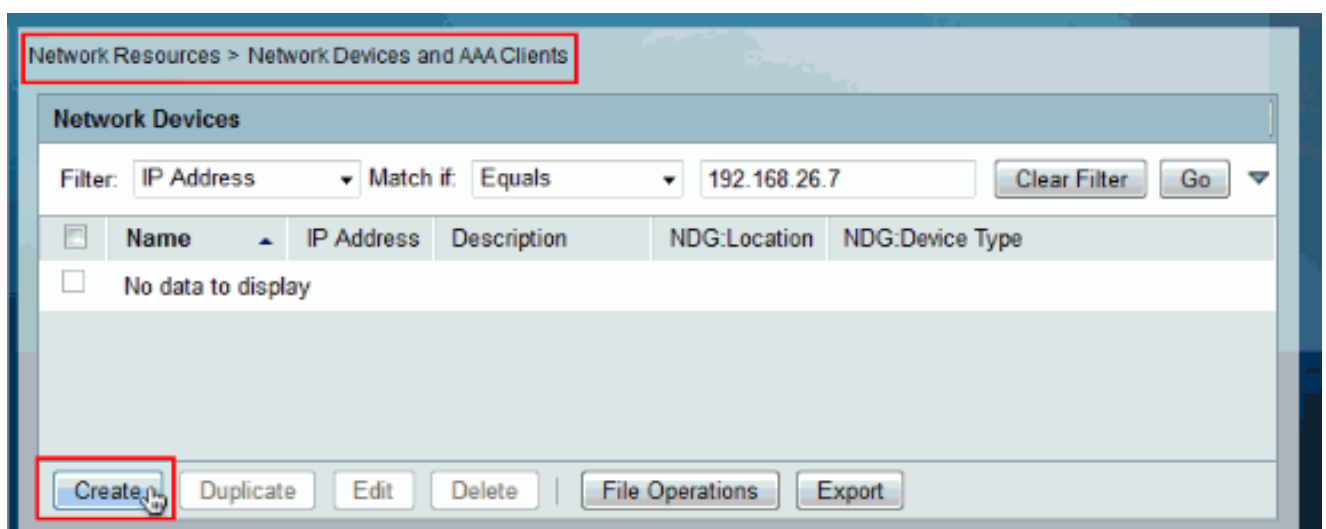 Network Resources > Network Devices and AAA Clients
Network Devices
Filter: IP Address Match if: Equals 192.168.26.7 Clear Filter Go
Name IP Address Description NDG:Location NDG:Device Type
No data to display
Create Duplicate Edit Delete | File Operations Export